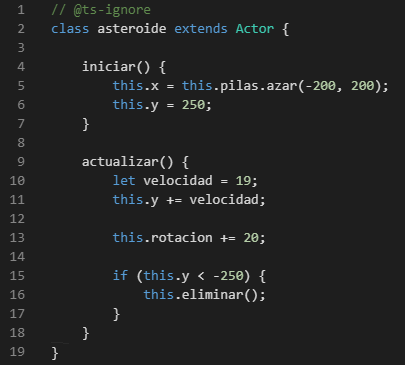 1 // @ts-ignore
2 class asteroide extends Actor {
3
4     iniciar() {
5         this.x = this.pilas.azar(-200, 200);
6         this.y = 250;
7     }
8
9     actualizar() {
10         let velocidad = 19;
11         this.y += velocidad;
12
13         this.rotacion += 20;
14
15         if (this.y < -250) {
16             this.eliminar();
17         }
18     }
19 }